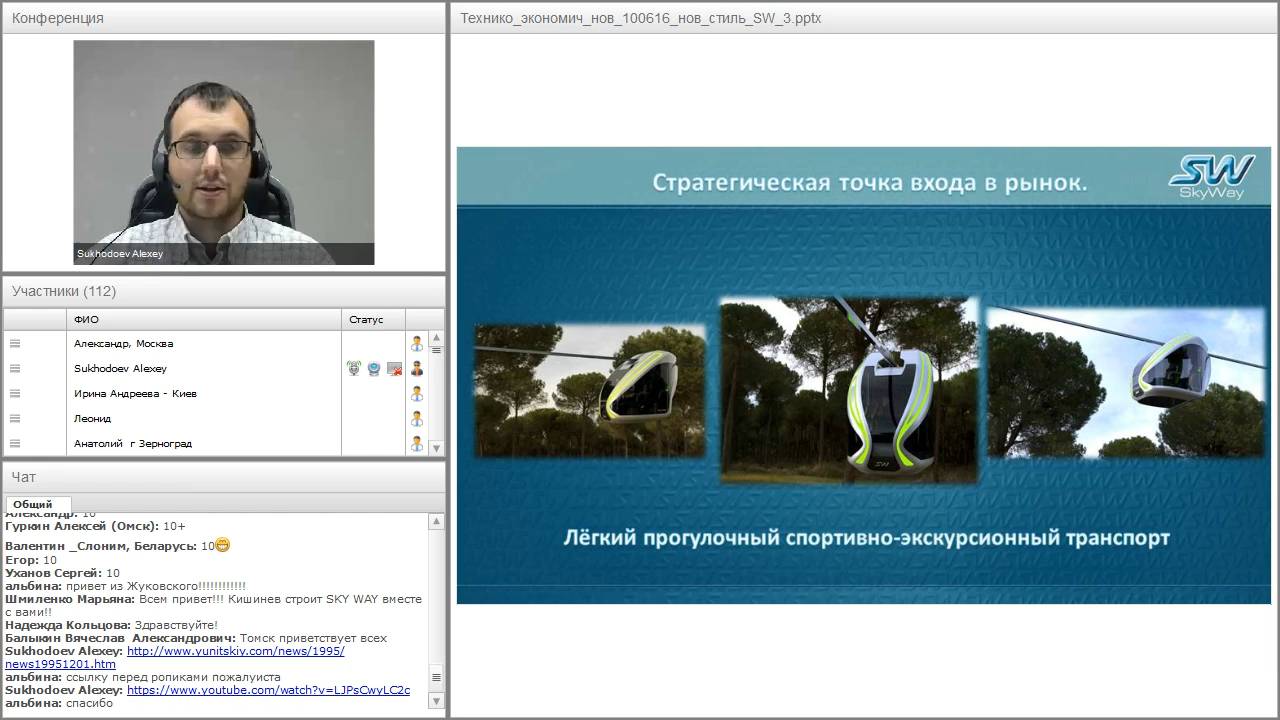 Конференция
Sukhodoev Alexey
Участники (112)
ФИО
Статус
Александр, Москва
Sukhodoev Alexey
Ирина Андреева - Киев
Леонид
Анатолий г Зерноград
Чат
Общий
Александр: 10
Гуркин Алексей (Омск): 10+
Валентин _Слоним, Беларусь: 10
Егор: 10
Уханов Сергей: 10
альбина: привет из Жуковского!!!!!!!!!!!!
Шмиленко Марьяна: Всем привет!!! Кишинев строит SKY WAY вместе
с вами!!
Надежда Кольцова: Здравствуйте!
Балыкин Вячеслав Александрович: Томск приветствует всех
Sukhodoev Alexey: http://www.yunitskiy.com/news/1995/
news19951201.htm
альбина: ссылку перед роликами пожалуиста
Sukhodoev Alexey: https://www.youtube.com/watch?v=LJPsCwyLC2c
альбина: спасибо
Технико_экономич_нов_100616_нов_стиль_SW_3.pptx
Стратегическая точка входа в рынок.
SW
SkyWay
SW
Лёгкий прогулочный спортивно-экскурсионный транспорт